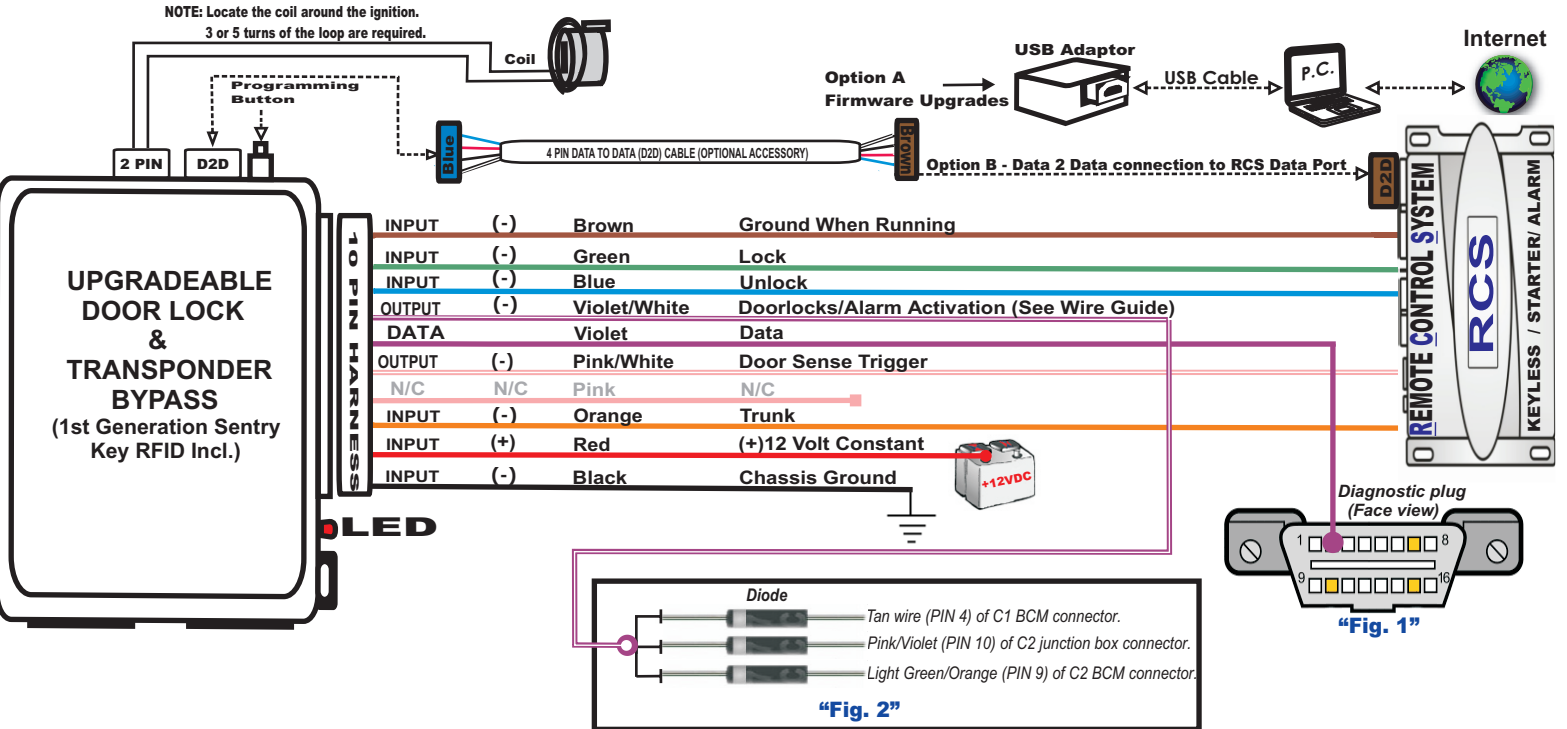 NOTE: Locate the coil around the ignition.
3 or 5 turns of the loop are required.
Coil
Programming
Button
2 PIN
D2D
Blue
4 PIN DATA TO DATA (D2D) CABLE (OPTIONAL ACCESSORY)
Brown
Option A
Firmware Upgrades
USB Adaptor
USB Cable
P.C.
Internet
Option B - Data 2 Data connection to RCS Data Port
D2D
UPGRADEABLE
DOOR LOCK
&
TRANSPONDER
BYPASS
(1st Generation Sentry
Key RFID Incl.)
10 PIN HARNESS
INPUT (-) Brown Ground When Running
INPUT (-) Green Lock
INPUT (-) Blue Unlock
OUTPUT (-) Violet/White Doorlocks/Alarm Activation (See Wire Guide)
DATA Violet Data
OUTPUT (-) Pink/White Door Sense Trigger
N/C N/C Pink N/C
INPUT (-) Orange Trunk
INPUT (+) Red (+)12 Volt Constant
INPUT (-) Black Chassis Ground
+12VDC
LED
REMOTE CONTROL SYSTEM
RCS
KEYLESS / STARTER/ ALARM
Diagnostic plug
(Face view)
1 8
9 16
“Fig. 1”
Diode
Tan wire (PIN 4) of C1 BCM connector.
Pink/Violet (PIN 10) of C2 junction box connector.
Light Green/Orange (PIN 9) of C2 BCM connector.
“Fig. 2”